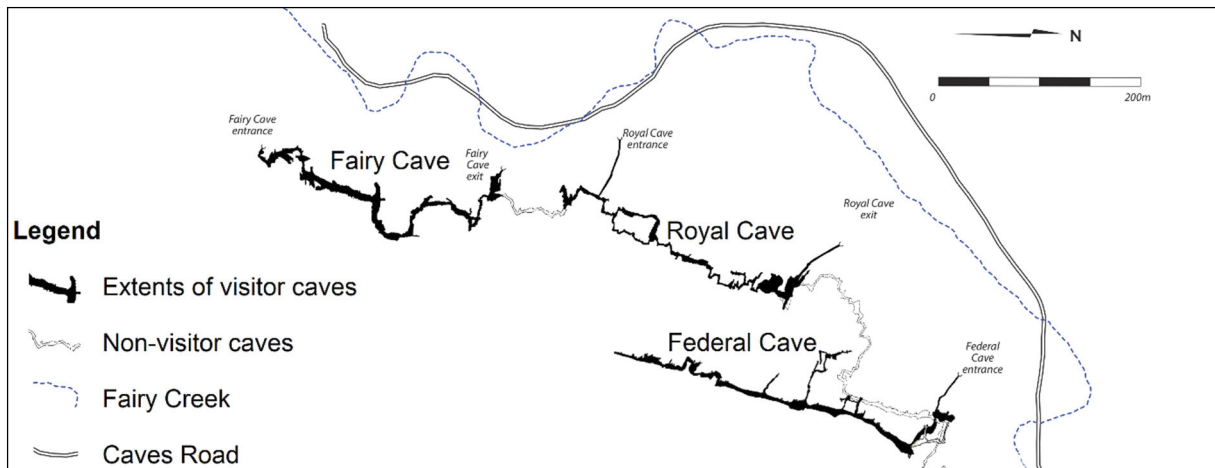 N
0
200m
Fairy Cave
entrance
Fairy Cave
Fairy
Cave
exit
Royal Cave
entrance
Royal Cave
exit
Royal Cave
Federal Cave
Federal
Cave
entrance
Legend
Extents of visitor caves
Non-visitor caves
Fairy Creek
Caves Road